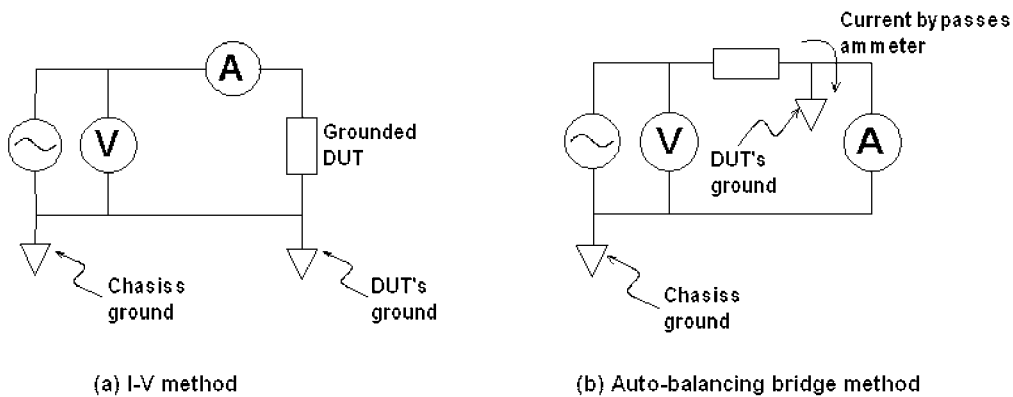 A
V
Grounded
DUT
Chasiss
ground
DUT's
ground
(a) I-V method
Current bypasses
ammeter
V
DUT's
ground
A
Chasiss
ground
(b) Auto-balancing bridge method